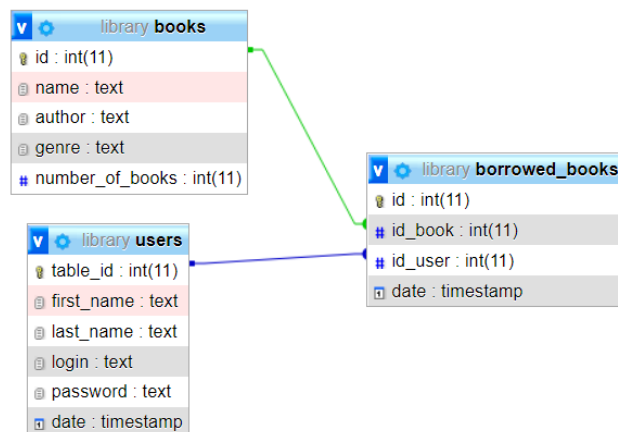 v library books
id : int(11)
name : text
author : text
genre : text
# number_of_books : int(11)
v library borrowed_books
id : int(11)
# id_book : int(11)
# id_user : int(11)
date : timestamp
v library users
table_id : int(11)
first_name : text
last_name : text
login : text
password : text
date : timestamp